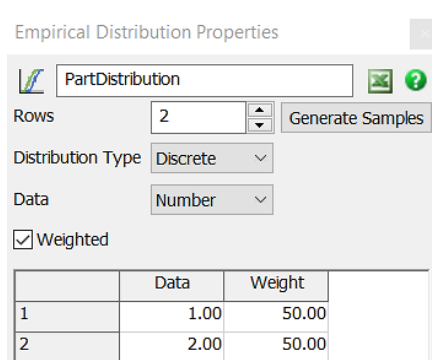 Empirical Distribution Properties
PartDistribution
Rows 2 Generate Samples
Distribution Type Discrete
Data Number
Weighted
Data Weight
1 1.00 50.00
2 2.00 50.00